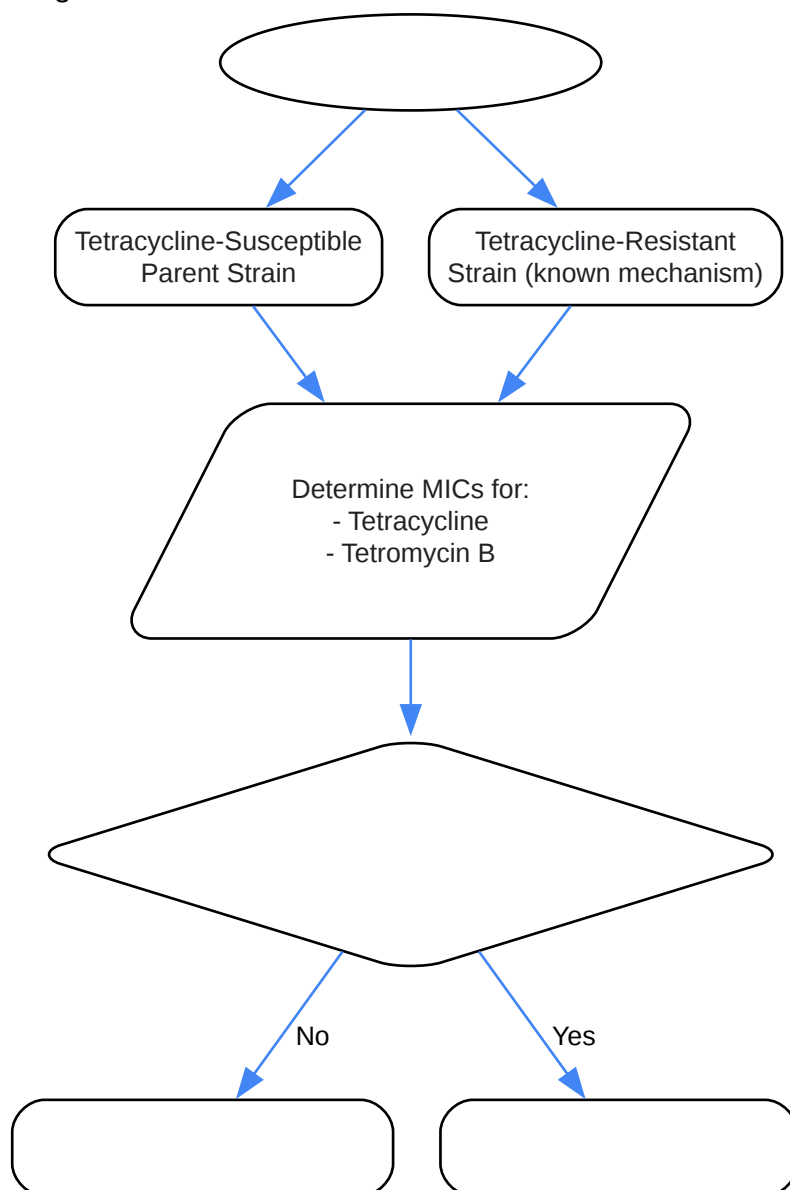 Tetracycline-Susceptible
Parent Strain
Tetracycline-Resistant
Strain (known mechanism)
Determine MICs for:
- Tetracycline
- Tetromycin B
No
Yes